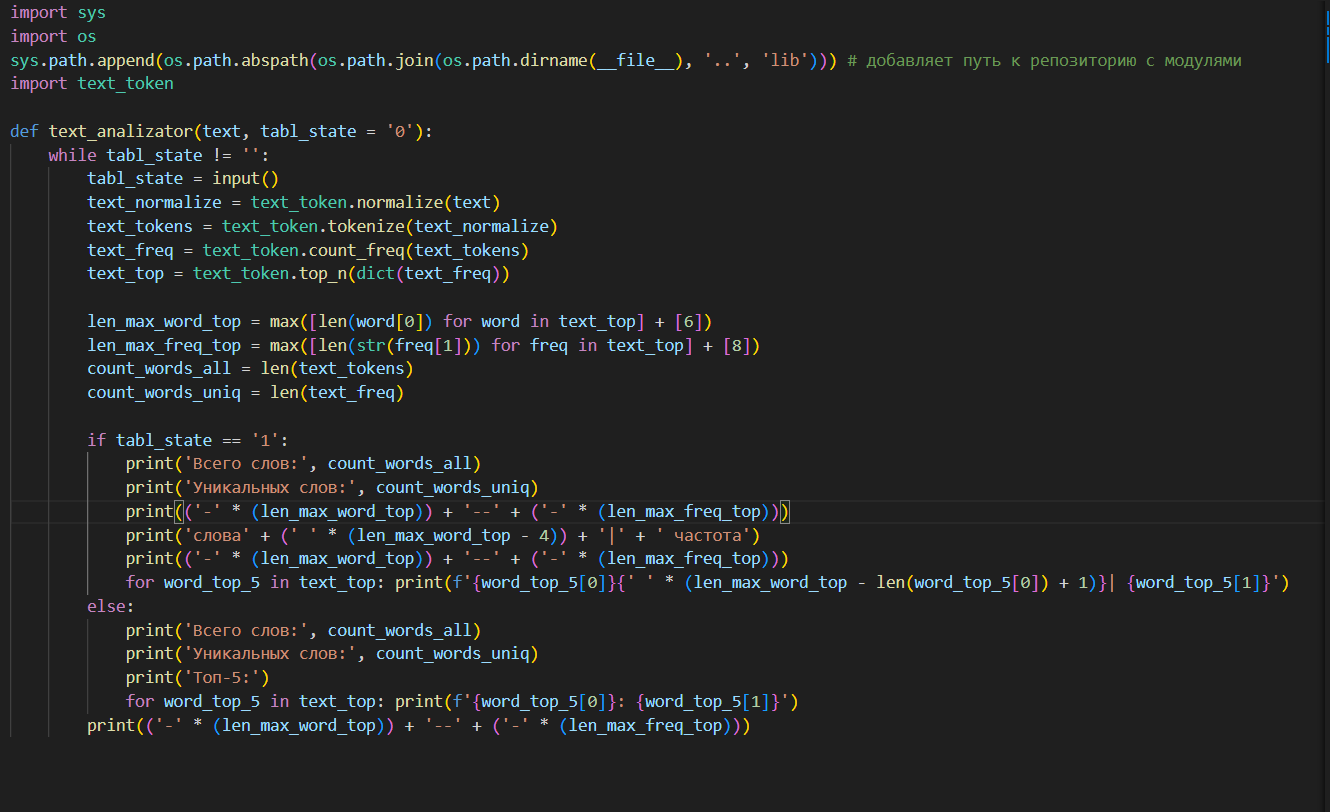 import sys
import os
sys.path.append(os.path.abspath(os.path.join(os.path.dirname(__file__), '..', 'lib'))) # добавляет путь к репозиторию с модулями
import text_token

def text_analizator(text, tabl_state = '0'):
    while tabl_state != '':
        tabl_state = input()
        text_normalize = text_token.normalize(text)
        text_tokens = text_token.tokenize(text_normalize)
        text_freq = text_token.count_freq(text_tokens)
        text_top = text_token.top_n(dict(text_freq))

        len_max_word_top = max([len(word[0]) for word in text_top] + [6])
        len_max_freq_top = max([len(str(freq[1])) for freq in text_top] + [8])
        count_words_all = len(text_tokens)
        count_words_uniq = len(text_freq)

        if tabl_state == '1':
            print('Всего слов:', count_words_all)
            print('Уникальных слов:', count_words_uniq)
            print(('-' * (len_max_word_top)) + '--' + ('-' * (len_max_freq_top)))
            print('слова' + (' ' * (len_max_word_top - 4)) + '|' + ' частота')
            print(('-' * (len_max_word_top)) + '--' + ('-' * (len_max_freq_top)))
            for word_top_5 in text_top: print(f'{word_top_5[0]}{' ' * (len_max_word_top - len(word_top_5[0]) + 1)}| {word_top_5[1]}')
        else:
            print('Всего слов:', count_words_all)
            print('Уникальных слов:', count_words_uniq)
            print('Топ-5:')
            for word_top_5 in text_top: print(f'{word_top_5[0]}: {word_top_5[1]}')
        print(('-' * (len_max_word_top)) + '--' + ('-' * (len_max_freq_top)))